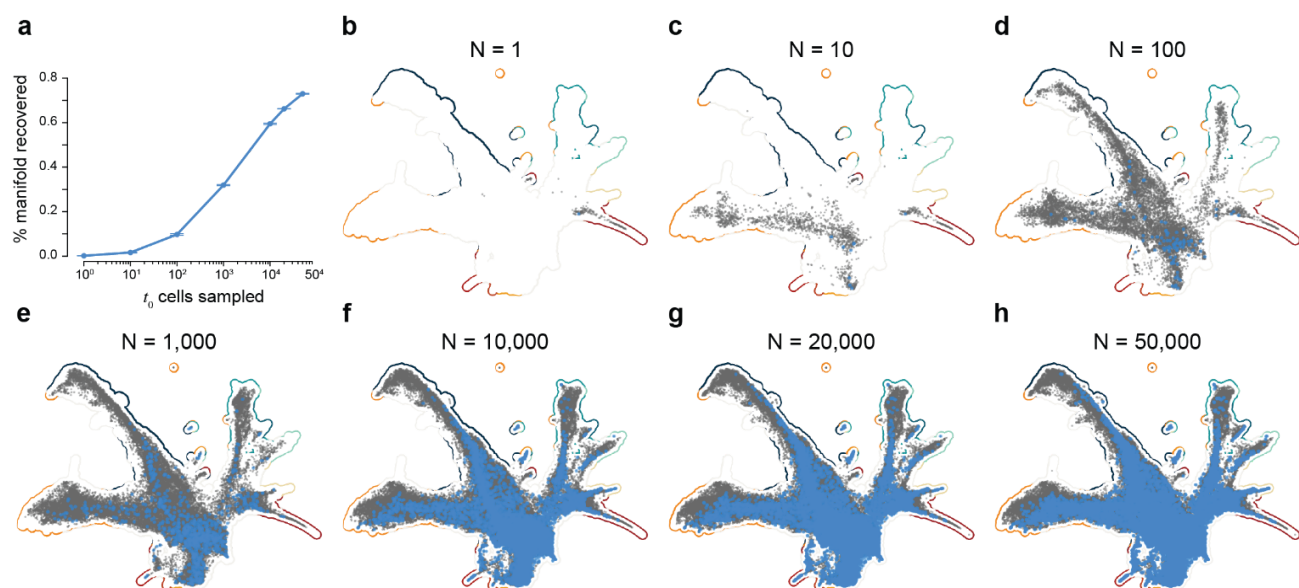 a
% manifold recovered
0.8
0.6
0.4
0.2
0.0
10⁰
10¹
10²
10³
10⁴
50⁴
t₀ cells sampled
b
N = 1
c
N = 10
d
N = 100
e
N = 1,000
f
N = 10,000
g
N = 20,000
h
N = 50,000